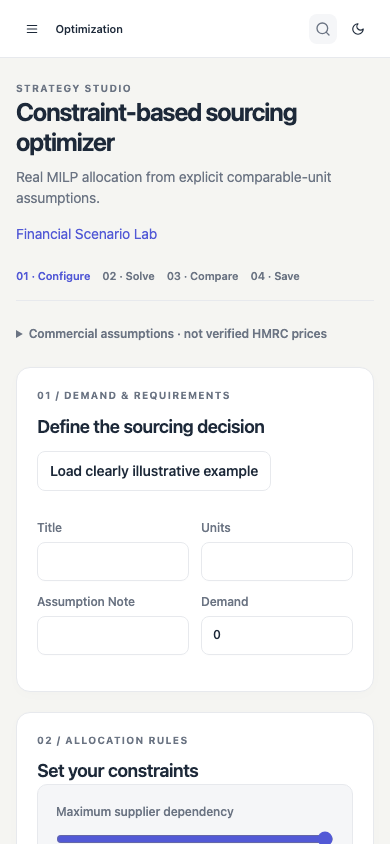 Optimization
STRATEGY STUDIO
Constraint-based sourcing
optimizer
Real MILP allocation from explicit comparable-unit
assumptions.
Financial Scenario Lab
01 · Configure 02 · Solve 03 · Compare 04 · Save
Commercial assumptions · not verified HMRC prices
01 / DEMAND & REQUIREMENTS
Define the sourcing decision
Load clearly illustrative example
Title Units
Assumption Note Demand
0
02 / ALLOCATION RULES
Set your constraints
Maximum supplier dependency